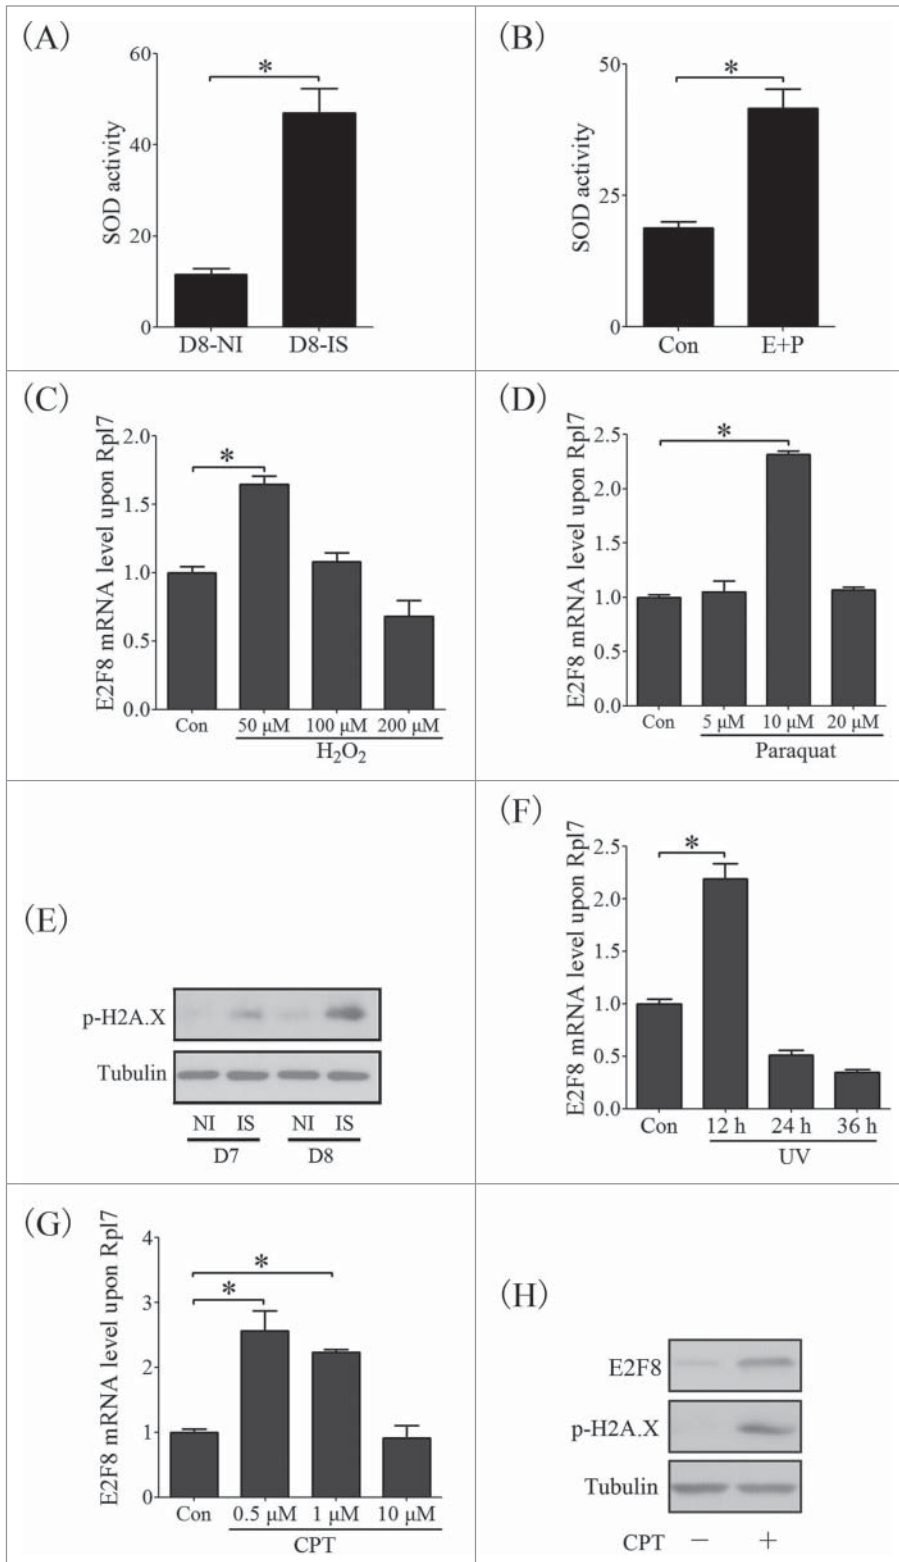 (A)
SOD activity
60
40
20
0
*
D8-NI D8-IS
(B)
SOD activity
50
25
0
*
Con E+P
(C)
E2F8 mRNA level upon Rpl7
2.0
1.5
1.0
0.5
0.0
*
Con 50 μM 100 μM 200 μM
H₂O₂
(D)
E2F8 mRNA level upon Rpl7
2.5
2.0
1.5
1.0
0.5
0.0
*
Con 5 μM 10 μM 20 μM
Paraquat
(E)
p-H2A.X
Tubulin
NI IS NI IS
D7 D8
(F)
E2F8 mRNA level upon Rpl7
2.5
2.0
1.5
1.0
0.5
0.0
*
Con 12 h 24 h 36 h
UV
(G)
E2F8 mRNA level upon Rpl7
4
3
2
1
0
*
*
Con 0.5 μM 1 μM 10 μM
CPT
(H)
E2F8
p-H2A.X
Tubulin
CPT − +